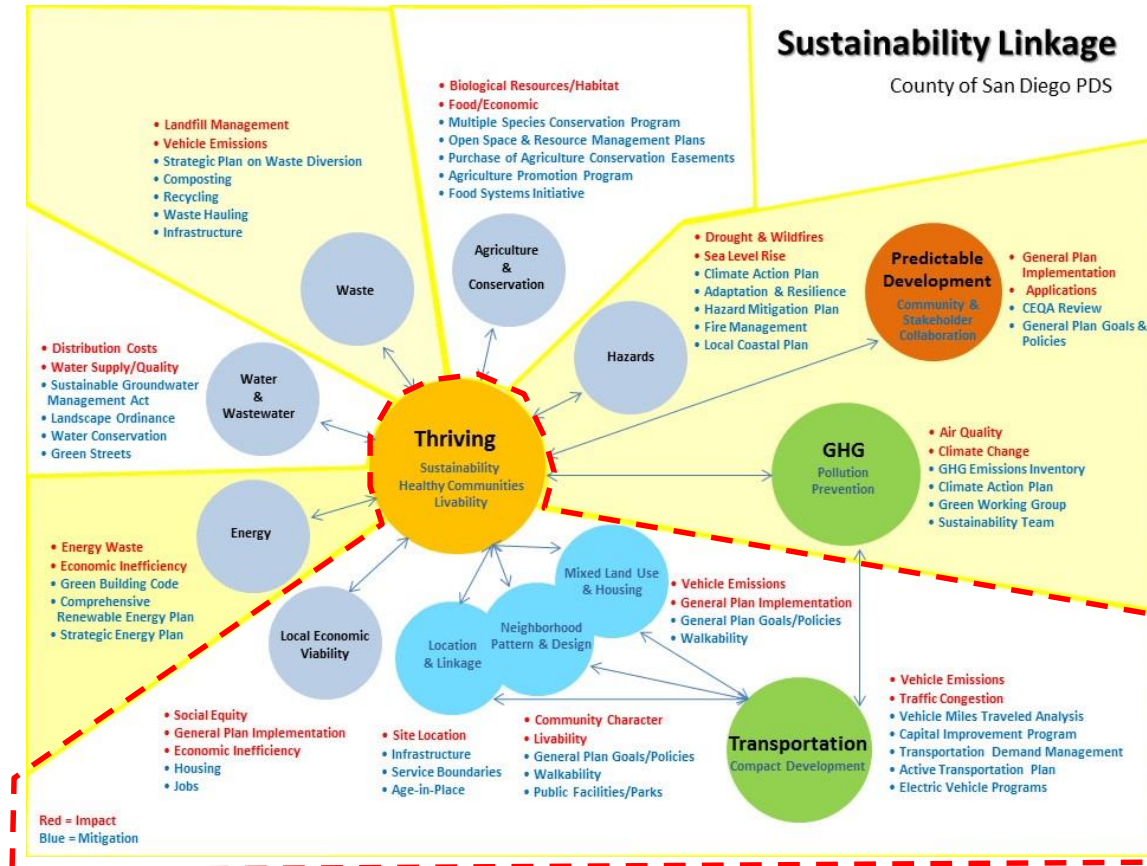 Sustainability Linkage
County of San Diego PDS
• Biological Resources/Habitat
• Food/Economic
• Multiple Species Conservation Program
• Open Space & Resource Management Plans
• Purchase of Agriculture Conservation Easements
• Agriculture Promotion Program
• Food Systems Initiative
• Landfill Management
• Vehicle Emissions
• Strategic Plan on Waste Diversion
• Composting
• Recycling
• Waste Hauling
• Infrastructure
Waste
Agriculture
&
Conservation
• Drought & Wildfires
• Sea Level Rise
• Climate Action Plan
• Adaptation & Resilience
• Hazard Mitigation Plan
• Fire Management
• Local Coastal Plan
Hazards
Predictable
Development
Community &
Stakeholder
Collaboration
• General Plan
Implementation
• Applications
• CEQA Review
• General Plan Goals &
Policies
• Distribution Costs
• Water Supply/Quality
• Sustainable Groundwater
Management Act
• Landscape Ordinance
• Water Conservation
• Green Streets
Water
&
Wastewater
Thriving
Sustainability
Healthy Communities
Livability
GHG
Pollution
Prevention
• Air Quality
• Climate Change
• GHG Emissions Inventory
• Climate Action Plan
• Green Working Group
• Sustainability Team
• Energy Waste
• Economic Inefficiency
• Green Building Code
• Comprehensive
Renewable Energy Plan
• Strategic Energy Plan
Energy
Local Economic
Viability
Location
& Linkage
Neighborhood
Pattern & Design
Mixed Land Use
& Housing
• Vehicle Emissions
• General Plan Implementation
• General Plan Goals/Policies
• Walkability
• Social Equity
• General Plan Implementation
• Economic Inefficiency
• Housing
• Jobs
• Site Location
• Infrastructure
• Service Boundaries
• Age-in-Place
• Community Character
• Livability
• General Plan Goals/Policies
• Walkability
• Public Facilities/Parks
Transportation
Compact Development
• Vehicle Emissions
• Traffic Congestion
• Vehicle Miles Traveled Analysis
• Capital Improvement Program
• Transportation Demand Management
• Active Transportation Plan
• Electric Vehicle Programs
Red = Impact
Blue = Mitigation